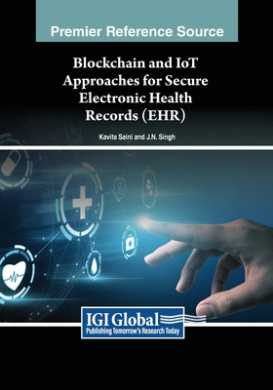 Premier Reference Source
Blockchain and IoT
Approaches for Secure
Electronic Health
Records (EHR)
Kavita Saini and J.N. Singh
IGI Global
Publishing Tomorrow's Research Today